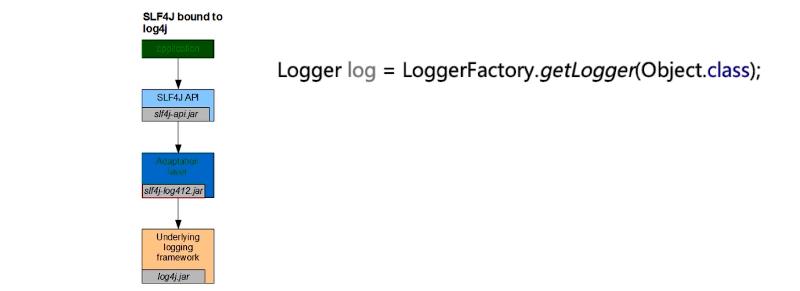 SLF4J bound to
log4j
application
SLF4J API
slf4j-api.jar
Adaptation
layer
slf4j-log412.jar
Underlying
logging
framework
log4j.jar
Logger log = LoggerFactory.getLogger(Object.class);